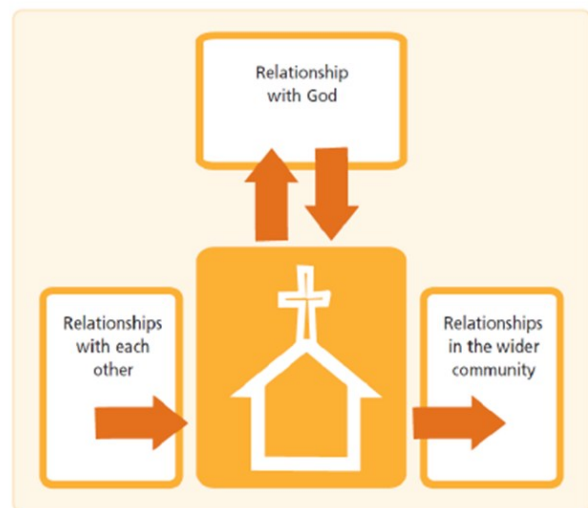 Relationship
with God
Relationships
with each
other
Relationships
in the wider
community